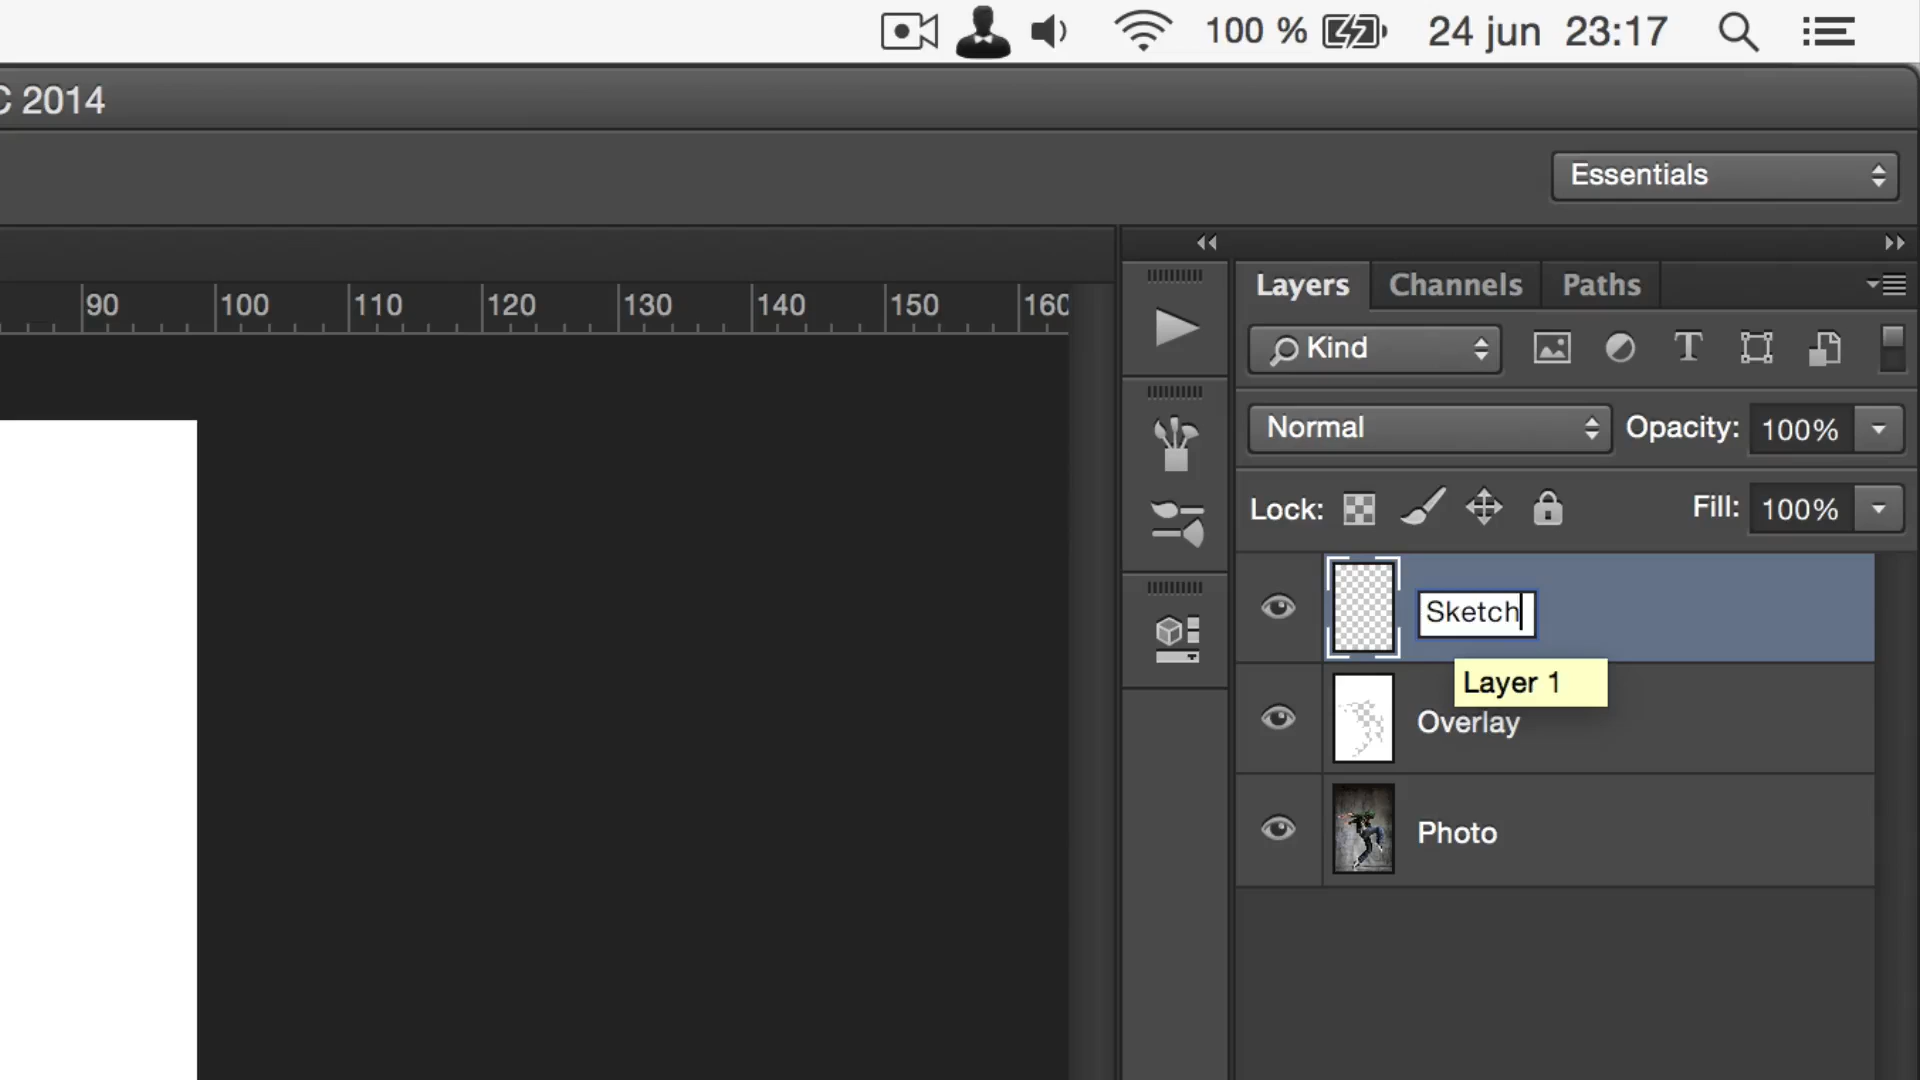 100 %
24 jun 23:17
C 2014
Essentials
90 100 110 120 130 140 150 160
Layers Channels Paths
Kind
T
Normal Opacity: 100%
Lock: Fill: 100%
Sketch
Layer 1
Overlay
Photo